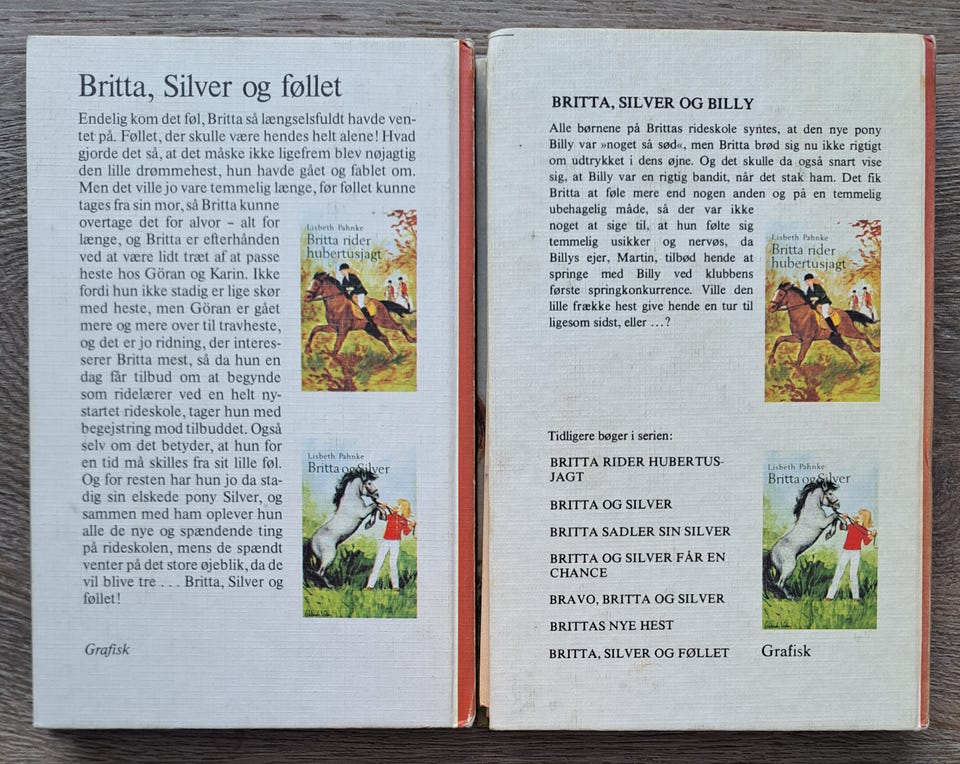 Britta, Silver og føllet
Endelig kom det føl, Britta så længselsfuldt havde ven-
tet på. Føllet, der skulle være hendes helt alene! Hvad
gjorde det så, at det måske ikke ligefrem blev nøjagtig
den lille drømmehest, hun havde gået og fablet om.
Men det ville jo vare temmelig længe, før føllet kunne
tages fra sin mor, så Britta kunne
overtage det for alvor – alt for
længe, og Britta er efterhånden
ved at være lidt træt af at passe
heste hos Göran og Karin. Ikke
fordi hun ikke stadig er lige skør
med heste, men Göran er gået
mere og mere over til travheste,
og det er jo ridning, der interes-
serer Britta mest, så da hun en
dag får tilbud om at begynde
som ridelærer ved en helt ny-
startet rideskole, tager hun med
begejstring mod tilbuddet. Også
selv om det betyder, at hun for
en tid må skilles fra sit lille føl.
Og for resten har hun jo da sta-
dig sin elskede pony Silver, og
sammen med ham oplever hun
alle de nye og spændende ting
på rideskolen, mens de spændt
venter på det store øjeblik, da de
vil blive tre . . . Britta, Silver og
føllet!
Lisbeth Pahnke
Britta rider
hubertusjagt
Lisbeth Pahnke
Britta og Silver
Grafisk
BRITTA, SILVER OG BILLY
Alle børnene på Brittas rideskole syntes, at den nye pony
Billy var »noget så sød«, men Britta brød sig nu ikke rigtigt
om udtrykket i dens øjne. Og det skulle da også snart vise
sig, at Billy var en rigtig bandit, når det stak ham. Det fik
Britta at føle mere end nogen anden og på en temmelig
ubehagelig måde, så der var ikke
noget at sige til, at hun følte sig
temmelig usikker og nervøs, da
Billys ejer, Martin, tilbød hende at
springe med Billy ved klubbens
første springkonkurrence. Ville den
lille frække hest give hende en tur til
ligesom sidst, eller ...?
Lisbeth Pahnke
Britta rider
hubertusjagt
Tidligere bøger i serien:
BRITTA RIDER HUBERTUS-
JAGT
BRITTA OG SILVER
BRITTA SADLER SIN SILVER
BRITTA OG SILVER FÅR EN
CHANCE
BRAVO, BRITTA OG SILVER
BRITTAS NYE HEST
BRITTA, SILVER OG FØLLET
Lisbeth Pahnke
Britta og Silver
Grafisk